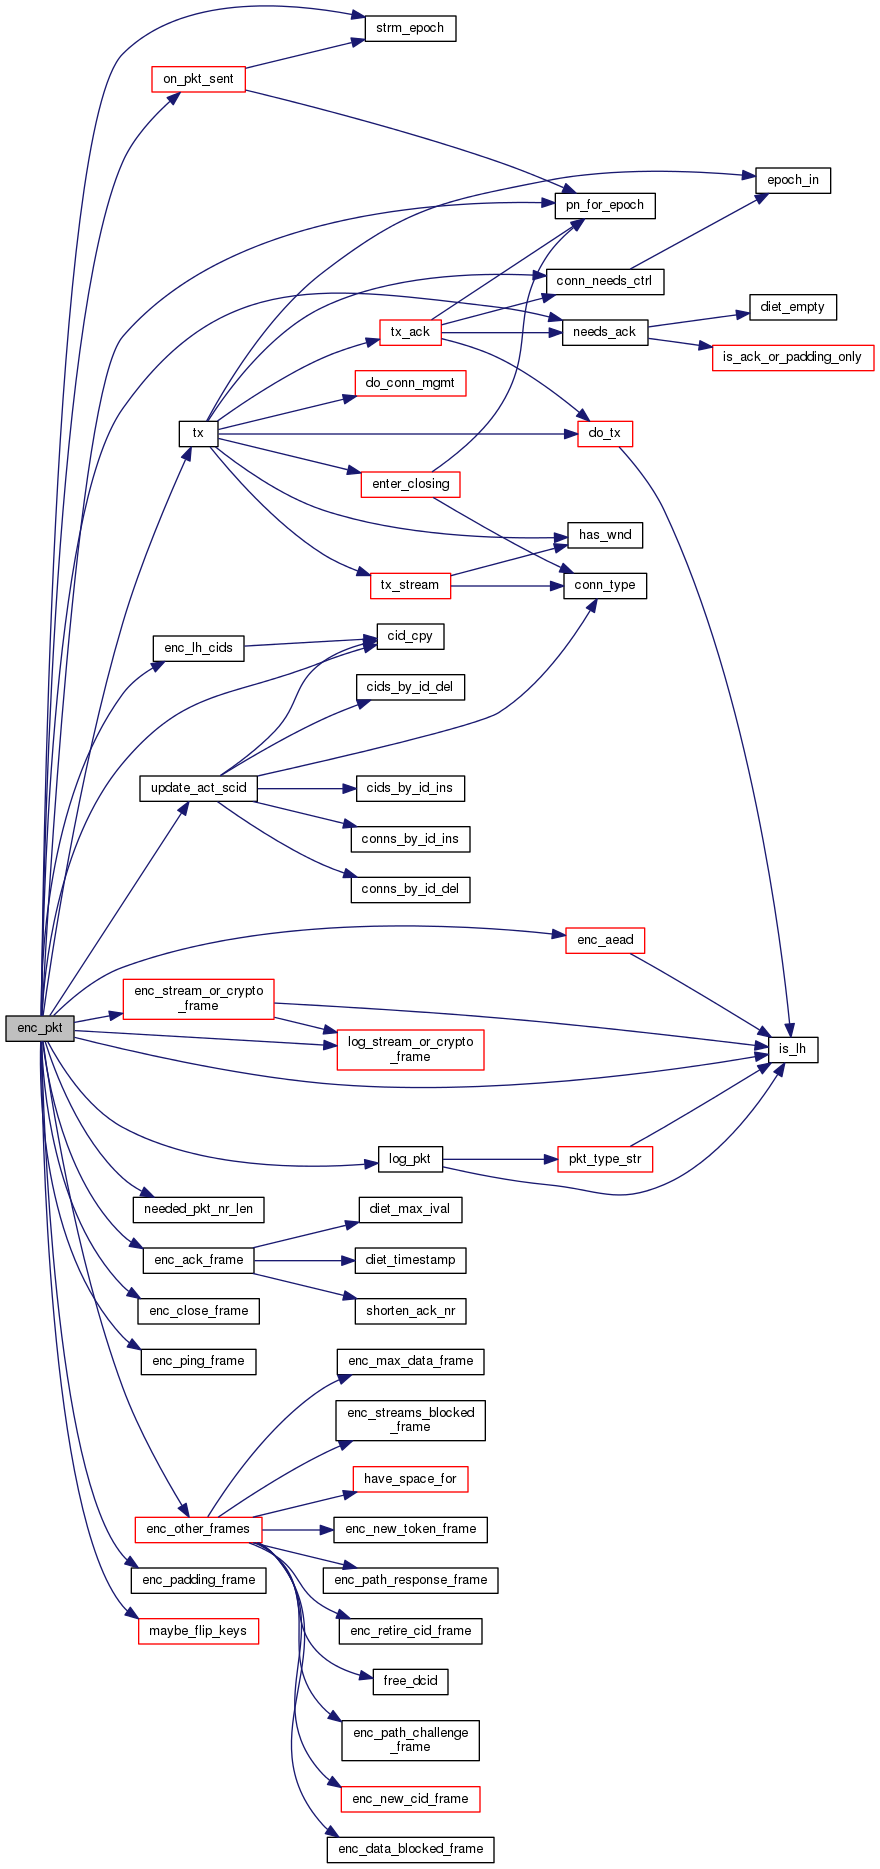 strm_epoch
on_pkt_sent
epoch_in
pn_for_epoch
conn_needs_ctrl
diet_empty
tx_ack
needs_ack
is_ack_or_padding_only
do_conn_mgmt
tx
do_tx
enter_closing
has_wnd
tx_stream
conn_type
cid_cpy
enc_lh_cids
cids_by_id_del
update_act_scid
cids_by_id_ins
conns_by_id_ins
conns_by_id_del
enc_aead
enc_stream_or_crypto
_frame
enc_pkt
log_stream_or_crypto
_frame
is_lh
log_pkt
pkt_type_str
needed_pkt_nr_len
diet_max_ival
enc_ack_frame
diet_timestamp
enc_close_frame
shorten_ack_nr
enc_ping_frame
enc_max_data_frame
enc_streams_blocked
_frame
have_space_for
enc_other_frames
enc_new_token_frame
enc_padding_frame
enc_path_response_frame
maybe_flip_keys
enc_retire_cid_frame
free_dcid
enc_path_challenge
_frame
enc_new_cid_frame
enc_data_blocked_frame